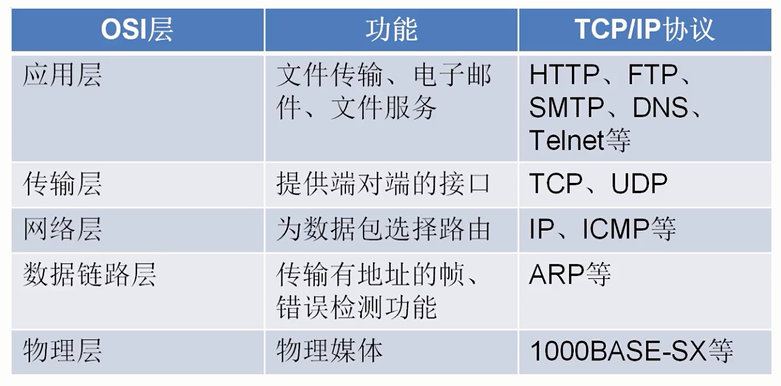 OSI层 功能 TCP/IP协议
应用层 文件传输、电子邮 HTTP、FTP、
件、文件服务 SMTP、DNS、
Telnet等
传输层 提供端对端的接口 TCP、UDP
网络层 为数据包选择路由 IP、ICMP等
数据链路层 传输有地址的帧、 ARP等
错误检测功能
物理层 物理媒体 1000BASE-SX等